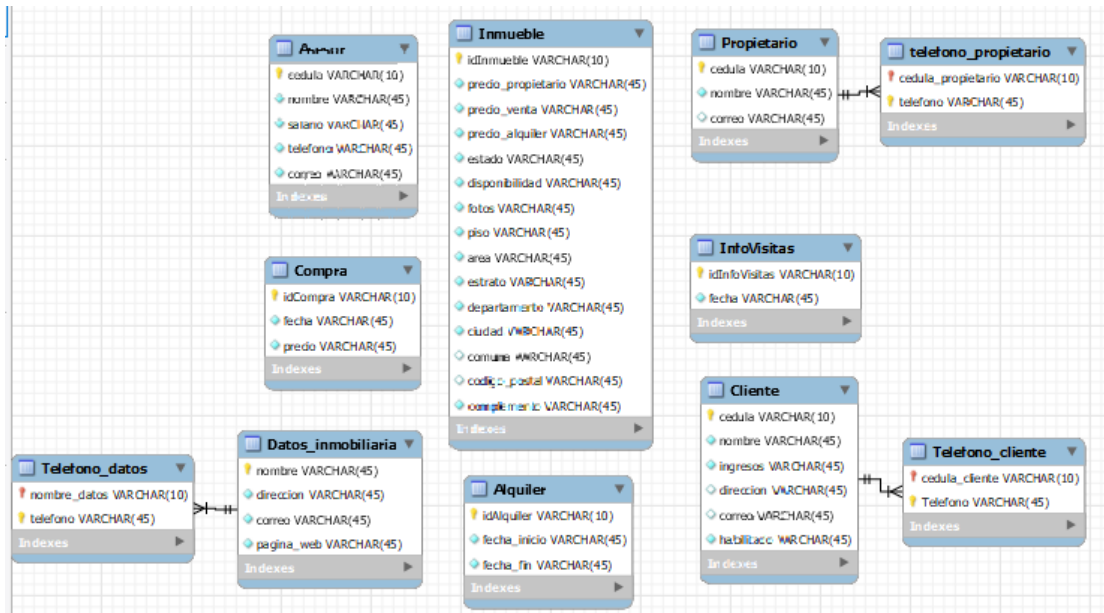 Asesor
cedula VARCHAR(10)
nombre VARCHAR(45)
salario VARCHAR(45)
telefono VARCHAR(45)
correo VARCHAR(45)
Indexes
Inmueble
idInmueble VARCHAR(10)
precio_propietario VARCHAR(45)
precio_venta VARCHAR(45)
precio_alquiler VARCHAR(45)
estado VARCHAR(45)
disponibilidad VARCHAR(45)
fotos VARCHAR(45)
piso VARCHAR(45)
area VARCHAR(45)
estrato VARCHAR(45)
departamento VARCHAR(45)
ciudad VARCHAR(45)
comuna VARCHAR(45)
codigo_postal VARCHAR(45)
complemento VARCHAR(45)
Indexes
Propietario
cedula VARCHAR(10)
nombre VARCHAR(45)
correo VARCHAR(45)
Indexes
telefono_propietario
cedula_propietario VARCHAR(10)
telefono VARCHAR(45)
Indexes
Compra
idCompra VARCHAR(10)
fecha VARCHAR(45)
precio VARCHAR(45)
Indexes
InfoVisitas
idInfoVisitas VARCHAR(10)
fecha VARCHAR(45)
Indexes
Telefono_datos
nombre_datos VARCHAR(10)
telefono VARCHAR(45)
Indexes
Datos_inmobiliaria
nombre VARCHAR(45)
direccion VARCHAR(45)
correo VARCHAR(45)
pagina_web VARCHAR(45)
Indexes
Alquiler
idAlquiler VARCHAR(10)
fecha_inicio VARCHAR(45)
fecha_fin VARCHAR(45)
Indexes
Cliente
cedula VARCHAR(10)
nombre VARCHAR(45)
ingresos VARCHAR(45)
direccion VARCHAR(45)
correo VARCHAR(45)
habilitado VARCHAR(45)
Indexes
Telefono_cliente
cedula_cliente VARCHAR(10)
Telefono VARCHAR(45)
Indexes